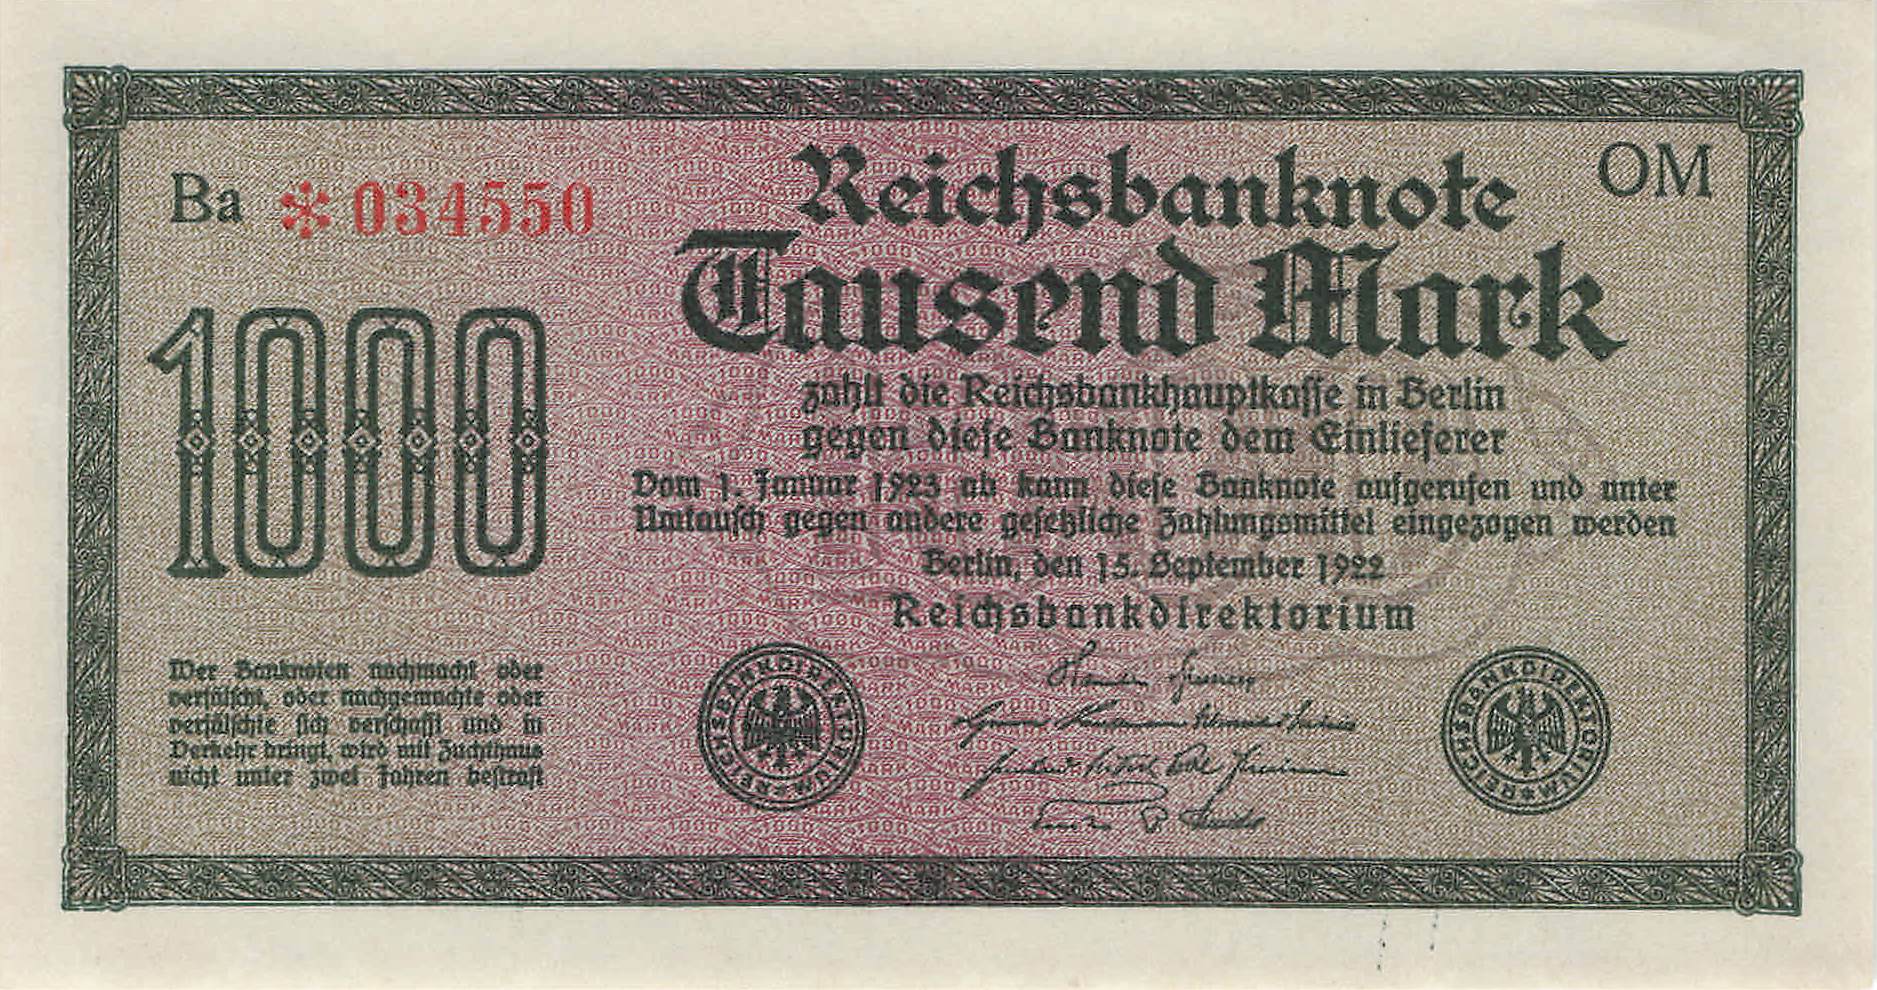 Ba *034550
Reichsbanknote
OM
Tausend Mark
1000
zahlt die Reichsbankhauptkasse in Berlin
gegen diese Banknote dem Einlieferer
Vom 1. Januar 1923 ab kann diese Banknote aufgerufen und unter
Umtausch gegen andere gesetzliche Zahlungsmittel eingezogen werden
Berlin, den 15. September 1922
Reichsbankdirektorium
Wer Banknoten nachmacht oder
verfälscht, oder nachgemachte oder
verfälschte sich verschafft und in
Verkehr bringt, wird mit Zuchthaus
nicht unter zwei Jahren bestraft
REICHSBANKDIREKTORIUM
REICHSBANKDIREKTORIUM